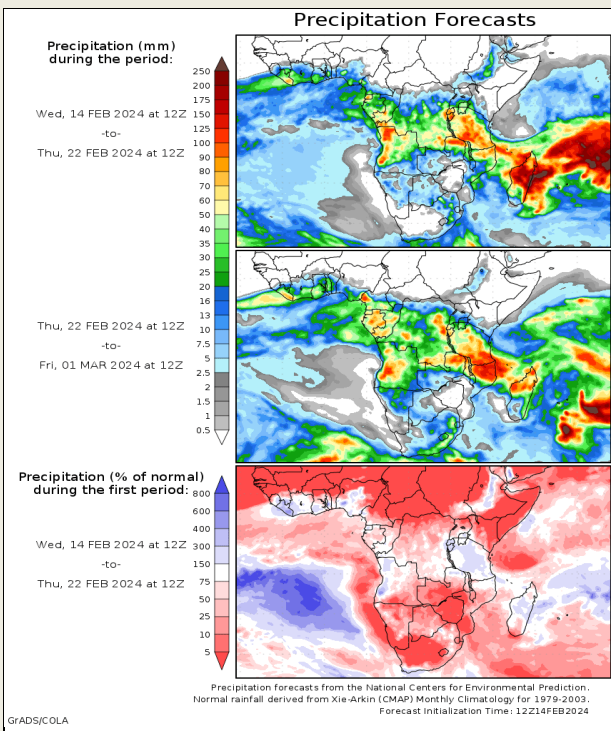 Precipitation Forecasts
Precipitation (mm)
during the period:
Wed, 14 FEB 2024 at 12Z
-to-
Thu, 22 FEB 2024 at 12Z
250
200
175
150
125
100
90
80
70
60
50
40
35
30
25
20
16
13
10
7.5
5
2.5
2
1.5
1
0.5
Thu, 22 FEB 2024 at 12Z
-to-
Fri, 01 MAR 2024 at 12Z
Precipitation (% of normal)
during the first period:
Wed, 14 FEB 2024 at 12Z
-to-
Thu, 22 FEB 2024 at 12Z
800
600
400
300
150
75
50
25
10
5
Precipitation forecasts from the National Centers for Environmental Prediction.
Normal rainfall derived from Xie-Arkin (CMAP) Monthly Climatology for 1979-2003.
Forecast Initialization Time: 12Z14FEB2024
GrADS/COLA